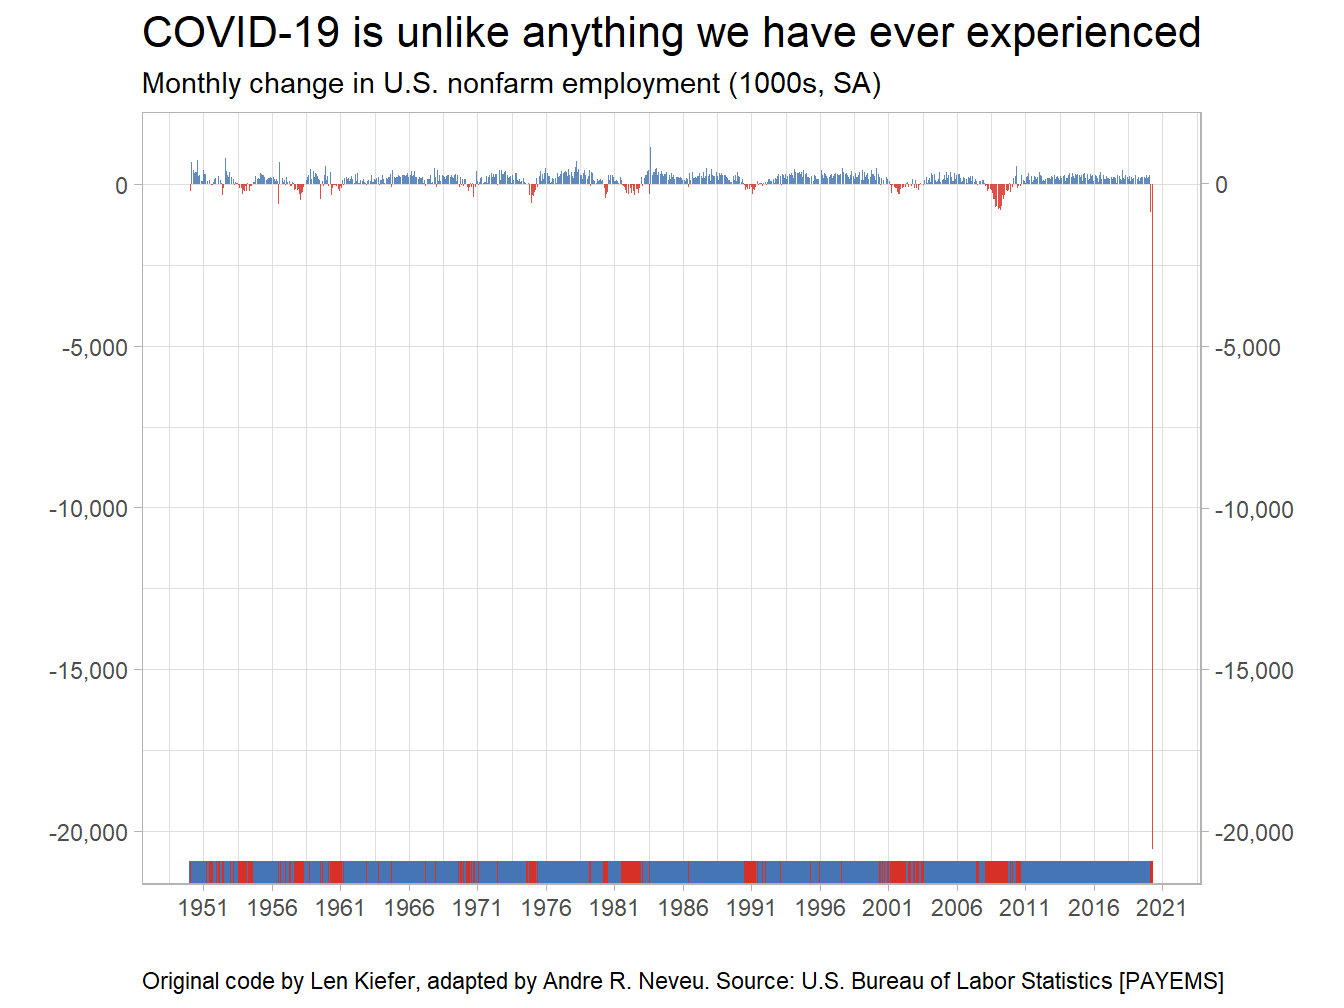 COVID-19 is unlike anything we have ever experienced
Monthly change in U.S. nonfarm employment (1000s, SA)
0 0
-5,000 -5,000
-10,000 -10,000
-15,000 -15,000
-20,000 -20,000
1951 1956 1961 1966 1971 1976 1981 1986 1991 1996 2001 2006 2011 2016 2021
Original code by Len Kiefer, adapted by Andre R. Neveu. Source: U.S. Bureau of Labor Statistics [PAYEMS]